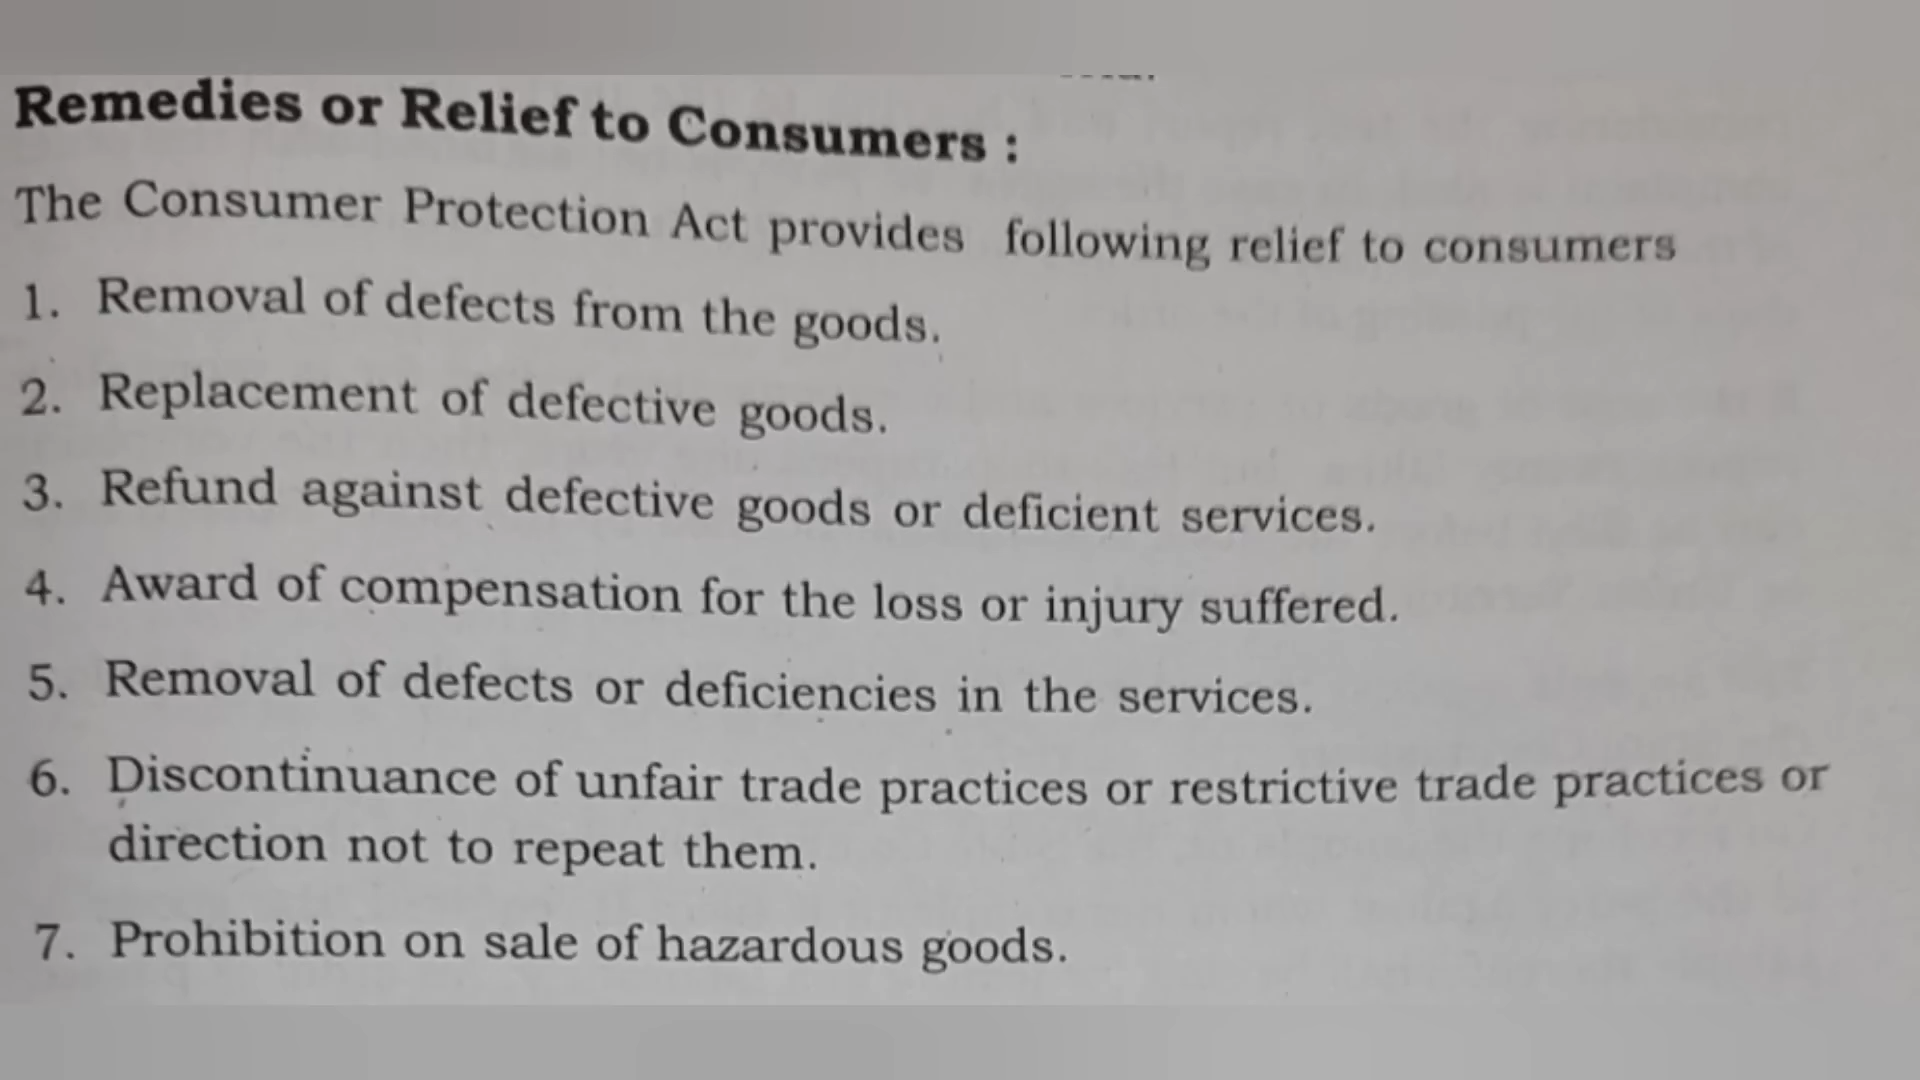 Remedies or Relief to Consumers :
The Consumer Protection Act provides following relief to consumers
1. Removal of defects from the goods.
2. Replacement of defective goods.
3. Refund against defective goods or deficient services.
4. Award of compensation for the loss or injury suffered.
5. Removal of defects or deficiencies in the services.
6. Discontinuance of unfair trade practices or restrictive trade practices or
direction not to repeat them.
7. Prohibition on sale of hazardous goods.